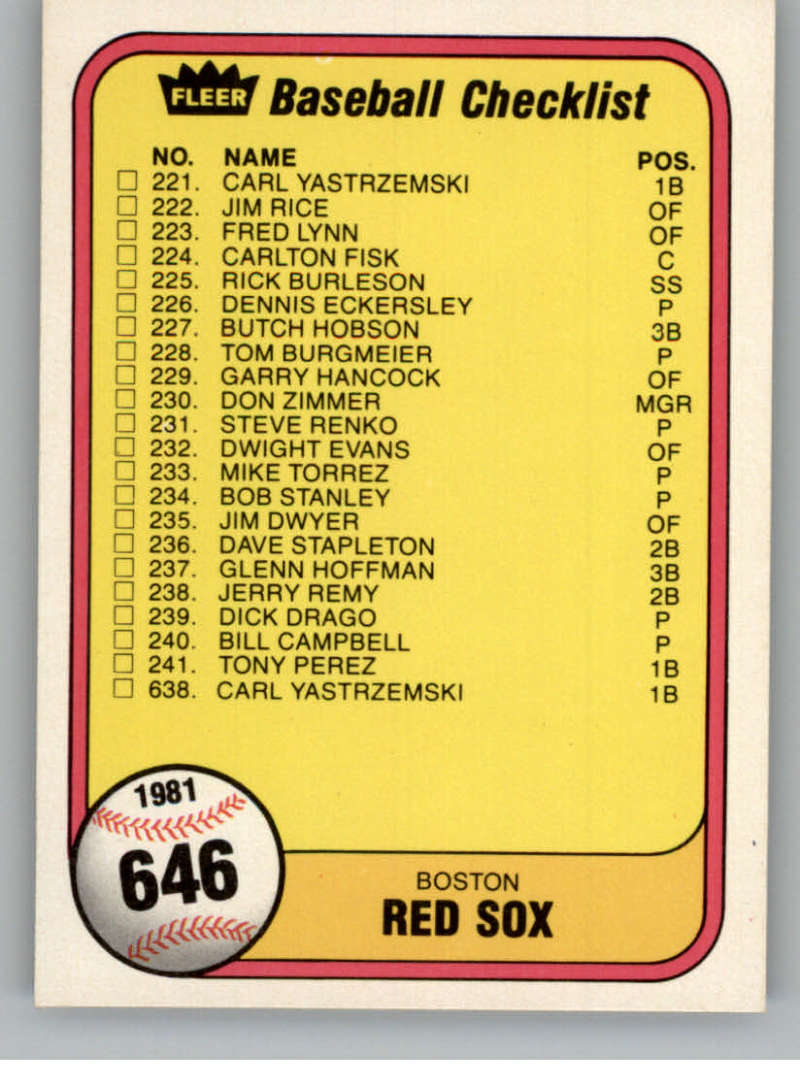 FLEER Baseball Checklist
NO. NAME POS.
221. CARL YASTRZEMSKI 1B
222. JIM RICE OF
223. FRED LYNN OF
224. CARLTON FISK C
225. RICK BURLESON SS
226. DENNIS ECKERSLEY P
227. BUTCH HOBSON 3B
228. TOM BURGMEIER P
229. GARRY HANCOCK OF
230. DON ZIMMER MGR
231. STEVE RENKO P
232. DWIGHT EVANS OF
233. MIKE TORREZ P
234. BOB STANLEY P
235. JIM DWYER OF
236. DAVE STAPLETON 2B
237. GLENN HOFFMAN 3B
238. JERRY REMY 2B
239. DICK DRAGO P
240. BILL CAMPBELL P
241. TONY PEREZ 1B
638. CARL YASTRZEMSKI 1B
1981
646
BOSTON
RED SOX